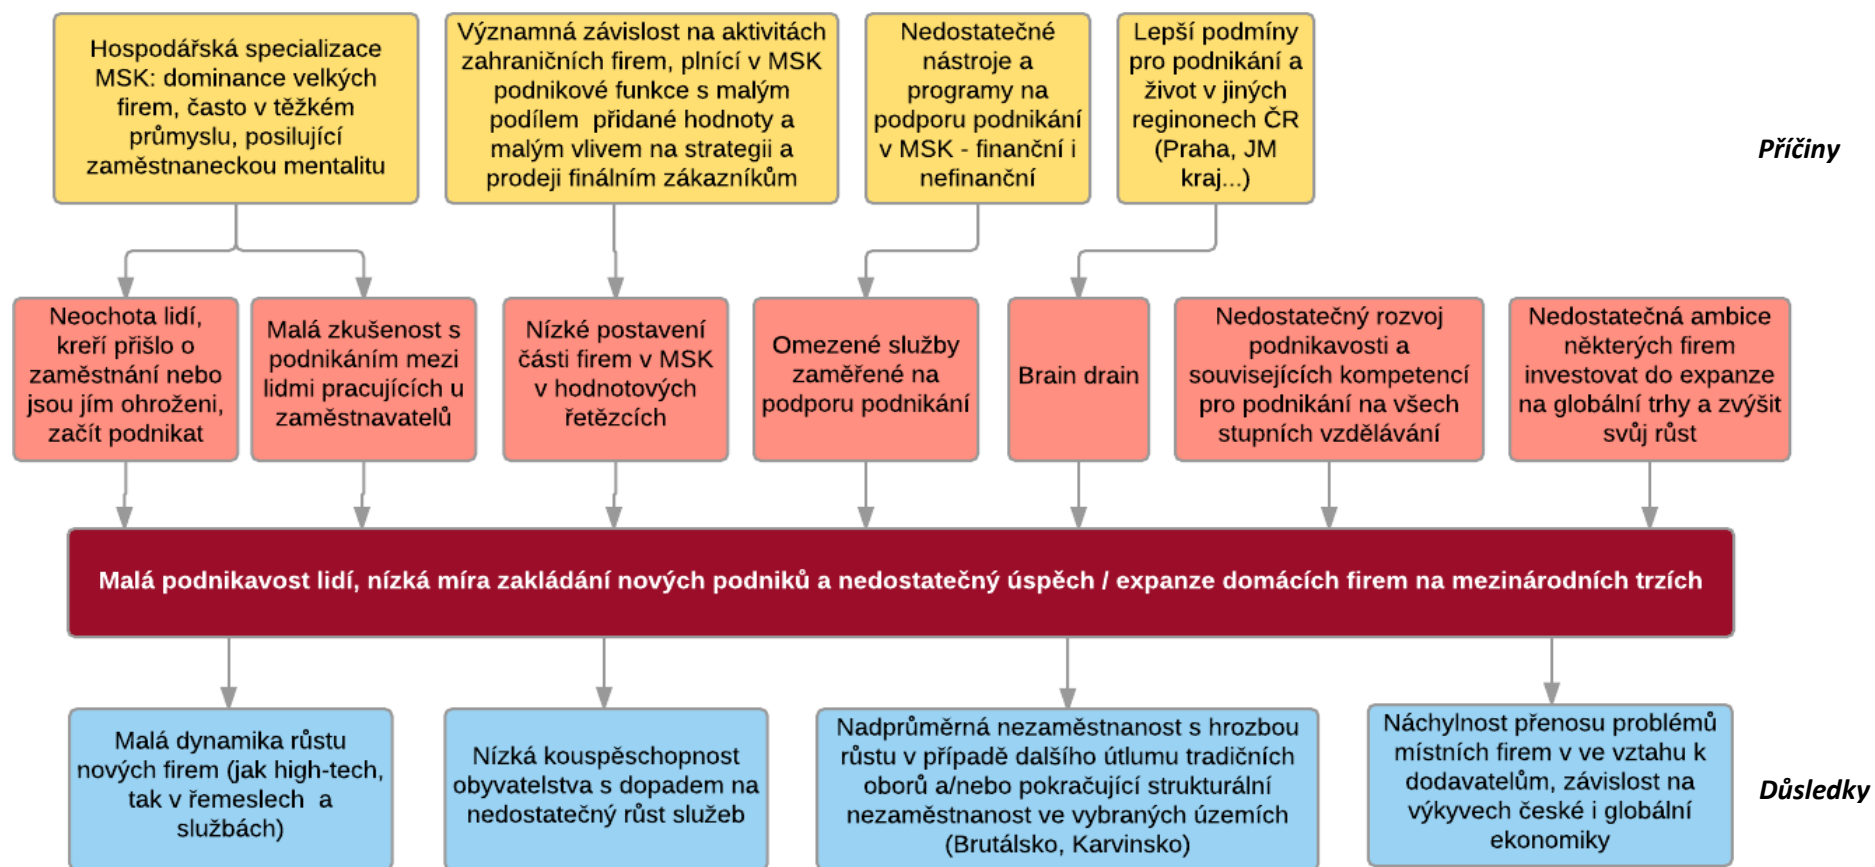 Hospodářská specializace
MSK: dominance velkých
firem, často v těžkém
průmyslu, posilující
zaměstnaneckou mentalitu
Významná závislost na aktivitách
zahraničních firem, plnící v MSK
podnikové funkce s malým
podílem přidané hodnoty a
malým vlivem na strategii a
prodeji finálním zákazníkům
Nedostatečné
nástroje a
programy na
podporu podnikání
v MSK - finanční i
nefinanční
Lepší podmíny
pro podnikání a
život v jiných
reginonech ČR
(Praha, JM
kraj...)
Příčiny
Neochota lidí,
kreří přišlo o
zaměstnání nebo
jsou jím ohroženi,
začít podnikat
Malá zkušenost s
podnikáním mezi
lidmi pracujících u
zaměstnavatelů
Nízké postavení
části firem v MSK
v hodnotových
řetězcích
Omezené služby
zaměřené na
podporu podnikání
Brain drain
Nedostatečný rozvoj
podnikavosti a
souvisejících kompetencí
pro podnikání na všech
stupních vzdělávání
Nedostatečná ambice
některých firem
investovat do expanze
na globální trhy a zvýšit
svůj růst
Malá podnikavost lidí, nízká míra zakládání nových podniků a nedostatečný úspěch / expanze domácích firem na mezinárodních trzích
Malá dynamika růstu
nových firem (jak high-tech,
tak v řemeslech a
službách)
Nízká kouspěschopnost
obyvatelstva s dopadem na
nedostatečný růst služeb
Nadprůměrná nezaměstnanost s hrozbou
růstu v případě dalšího útlumu tradičních
oborů a/nebo pokračující strukturální
nezaměstnanost ve vybraných územích
(Brutálsko, Karvinsko)
Náchylnost přenosu problémů
místních firem v ve vztahu k
dodavatelům, závislost na
výkyvech české i globální
ekonomiky
Důsledky